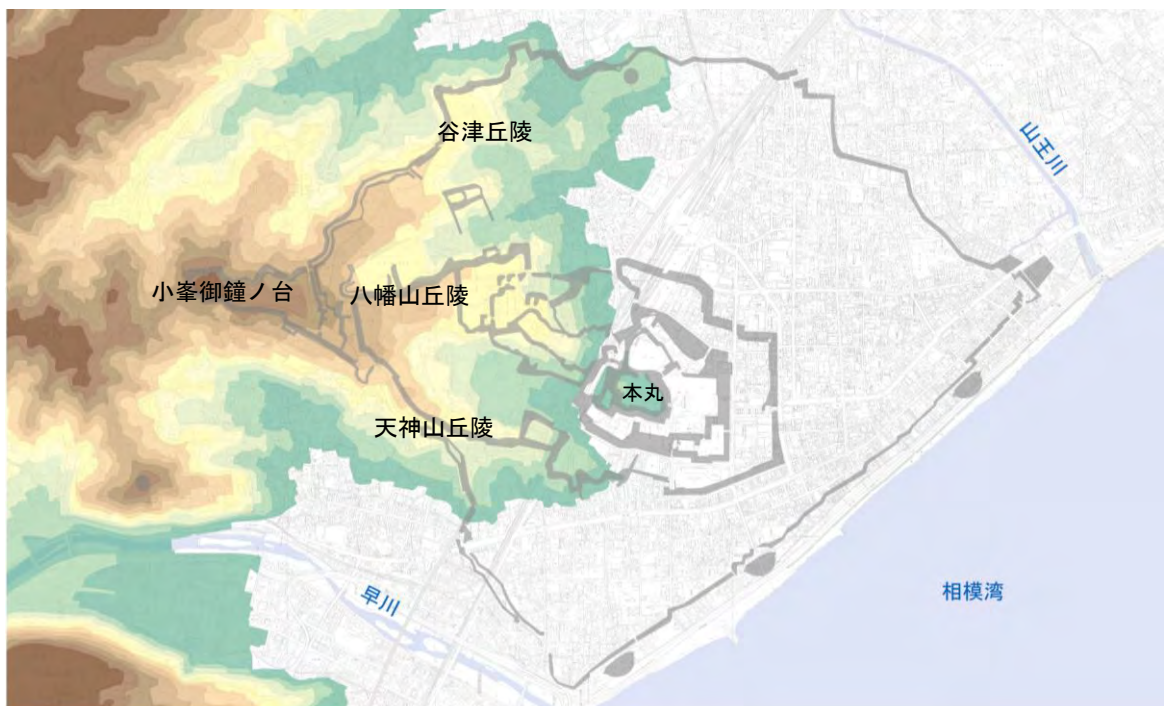 谷津丘陵
山王川
小峯御鐘ノ台
八幡山丘陵
本丸
天神山丘陵
早川
相模湾